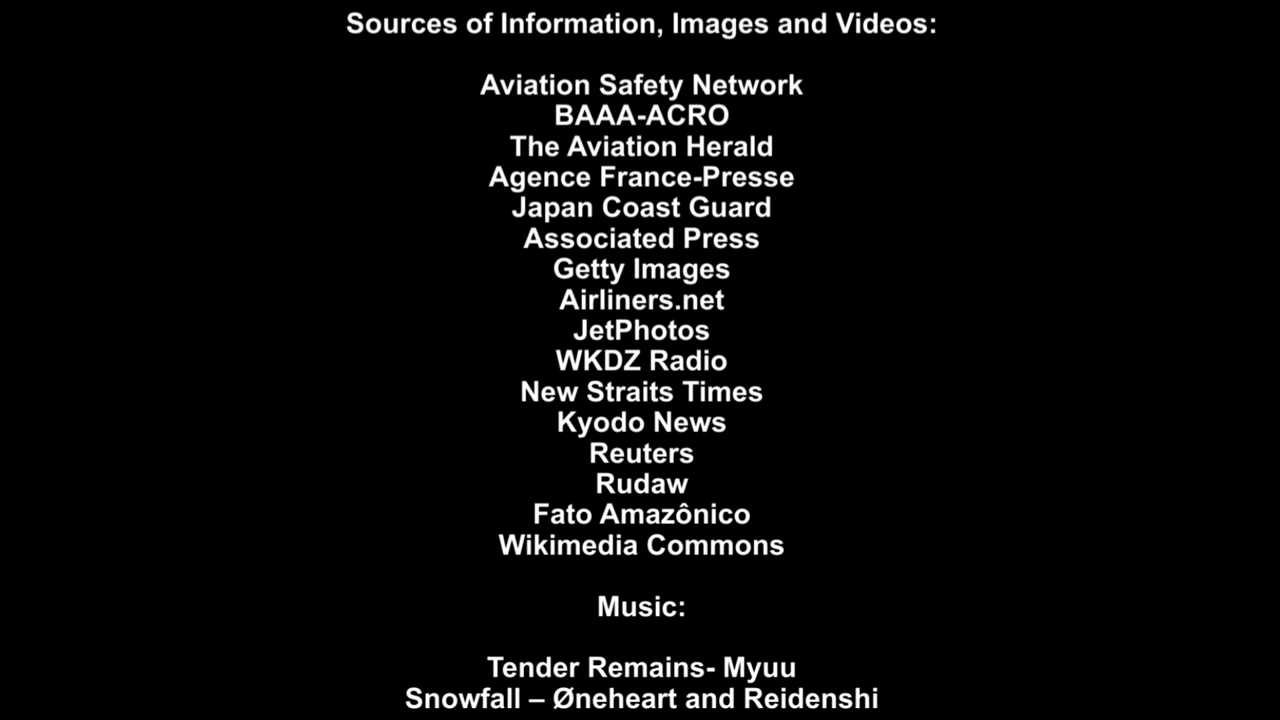 Sources of Information, Images and Videos:
Aviation Safety Network
BAAA-ACRO
The Aviation Herald
Agence France-Presse
Japan Coast Guard
Associated Press
Getty Images
Airliners.net
JetPhotos
WKDZ Radio
New Straits Times
Kyodo News
Reuters
Rudaw
Fato Amazônico
Wikimedia Commons
Music:
Tender Remains- Myuu
Snowfall – Øneheart and Reidenshi